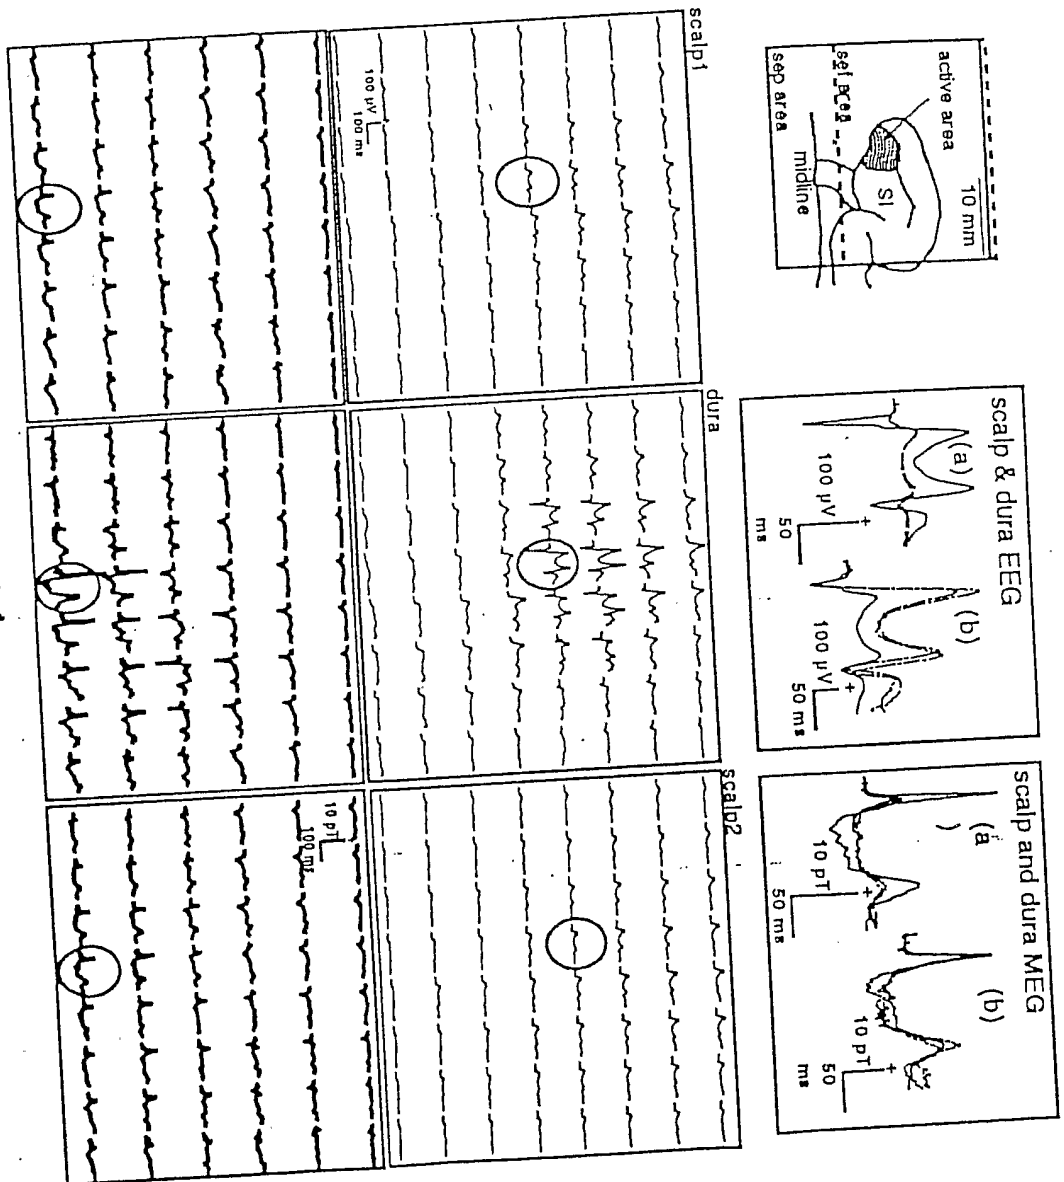 10 mm
active area
SI
sef area
midline
sep area
scalp & dura EEG
(a)
(b)
100 µV
50
ms
100 µV
50 ms
+
+
scalp and dura MEG
(a
)
(b)
10 pT
50 ms
10 pT
50
ms
+
+
scalp1
dura
scalp2
100 µV
100 ms
10 pT
100 ms